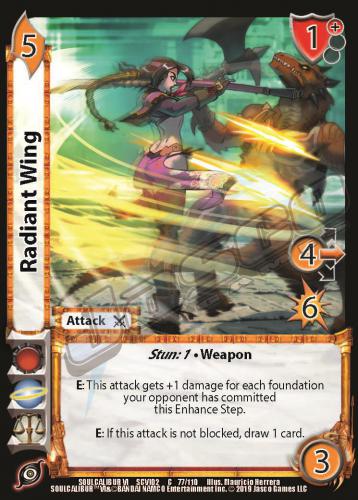 5
1
+
Radiant Wing
4
6
Attack
Stun: 1 • Weapon
E: This attack gets +1 damage for each foundation
your opponent has committed
this Enhance Step.
E: If this attack is not blocked, draw 1 card.
3
SOULCALIBUR VI SCVI02 C 77/110 Illus. Mauricio Herrera
SOULCALIBUR™VI&©BANDAI NAMCO Entertainment Inc. © 2019 Jasco Games LLC